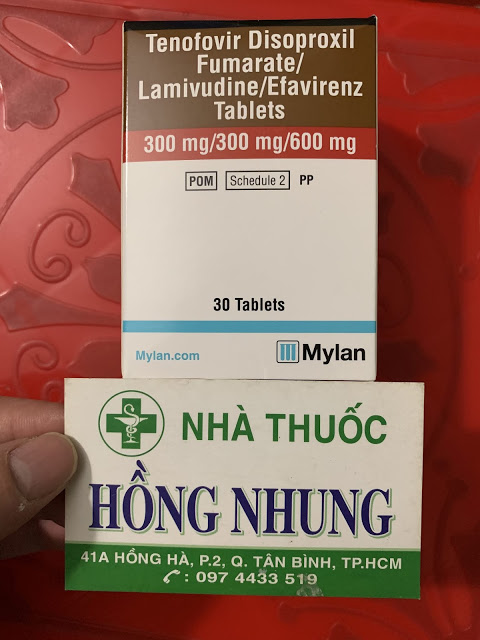 Tenofovir Disoproxil
Fumarate/
Lamivudine/Efavirenz
Tablets
300 mg/300 mg/600 mg
POM Schedule 2 PP
30 Tablets
Mylan.com Mylan
NHÀ THUỐC
HỒNG NHUNG
41A HỒNG HÀ, P.2, Q. TÂN BÌNH, TP.HCM
: 097 4433 519